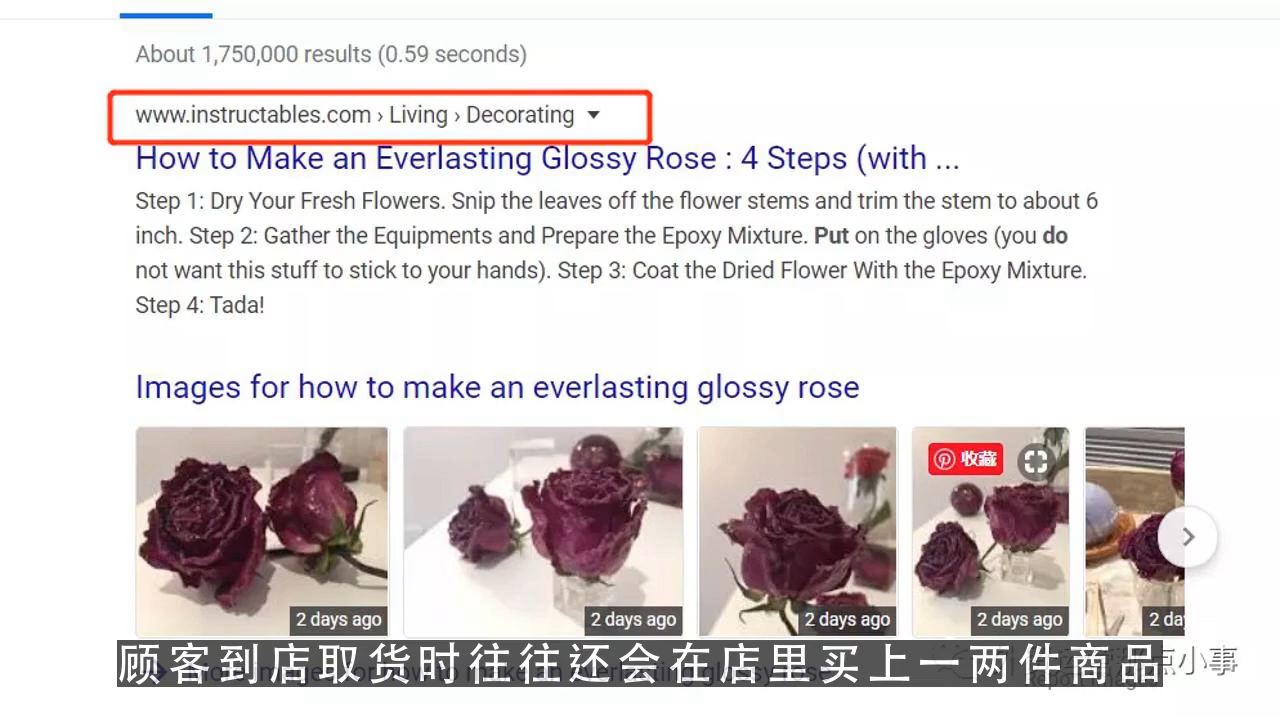 About 1,750,000 results (0.59 seconds)
www.instructables.com › Living › Decorating
How to Make an Everlasting Glossy Rose : 4 Steps (with ...
Step 1: Dry Your Fresh Flowers. Snip the leaves off the flower stems and trim the stem to about 6
inch. Step 2: Gather the Equipments and Prepare the Epoxy Mixture. Put on the gloves (you do
not want this stuff to stick to your hands). Step 3: Coat the Dried Flower With the Epoxy Mixture.
Step 4: Tada!
Images for how to make an everlasting glossy rose
收藏
2 days ago
2 days ago
2 days ago
2 days ago
2 da
顾客到店取货时往往还会在店里买上一两件商品
点小事